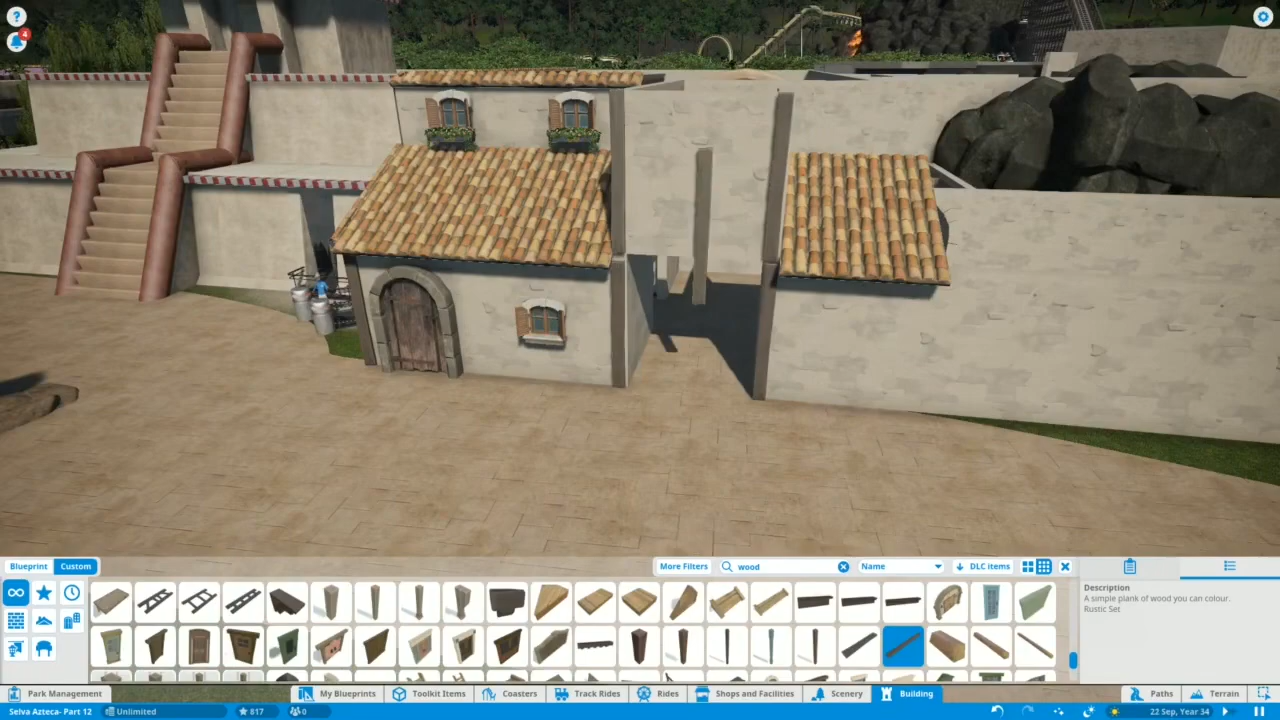 4
Blueprint
Custom
More Filters
wood
Name
DLC items
Description
A simple plank of wood you can colour.
Rustic Set
Park Management
My Blueprints
Toolkit Items
Coasters
Track Rides
Rides
Shops and Facilities
Scenery
Building
Paths
Terrain
Selva Azteca- Part 12
Unlimited
817
0
22 Sep, Year 34